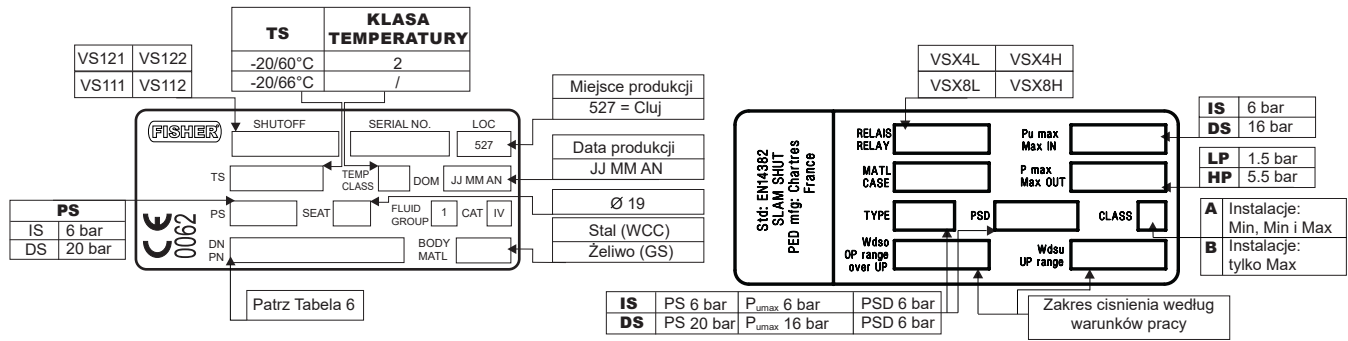 TS KLASA TEMPERATURY
-20/60°C 2
-20/66°C /
VS121 VS122
VS111 VS112
FISHER
SHUTOFF
SERIAL NO.
LOC
527
TS
TEMP CLASS
DOM
JJ MM AN
PS
SEAT
FLUID GROUP
1
CAT
IV
DN
PN
BODY MATL
CE
0062
Miejsce produkcji
527 = Cluj
Data produkcji
JJ MM AN
Ø 19
Stal (WCC)
Żeliwo (GS)
PS
IS 6 bar
DS 20 bar
Patrz Tabela 6
VSX4L VSX4H
VSX8L VSX8H
Std: EN14382
SLAM SHUT
PED mfg: Chartres
France
RELAIS
RELAY
Pu max
Max IN
MATL
CASE
P max
Max OUT
TYPE
PSD
CLASS
Wdso
OP range
over UP
Wdsu
UP range
IS 6 bar
DS 16 bar
LP 1.5 bar
HP 5.5 bar
A Instalacje:
Min, Min i Max
B Instalacje:
tylko Max
IS PS 6 bar Pumax 6 bar PSD 6 bar
DS PS 20 bar Pumax 16 bar PSD 6 bar
Zakres cisnienia według
warunków pracy